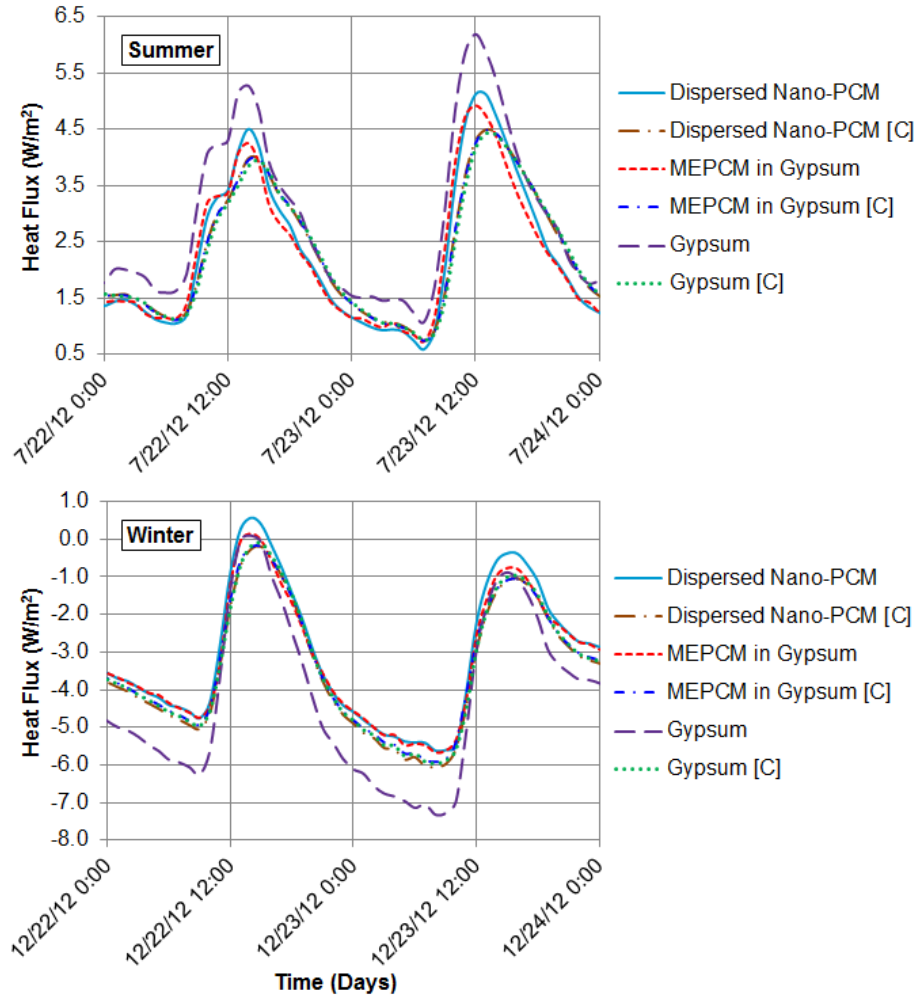 Summer
Heat Flux (W/m²)
6.5
5.5
4.5
3.5
2.5
1.5
0.5
7/22/12 0:00
7/22/12 12:00
7/23/12 0:00
7/23/12 12:00
7/24/12 0:00
Dispersed Nano-PCM
Dispersed Nano-PCM [C]
MEPCM in Gypsum
MEPCM in Gypsum [C]
Gypsum
Gypsum [C]
Winter
Heat Flux (W/m²)
1.0
0.0
-1.0
-2.0
-3.0
-4.0
-5.0
-6.0
-7.0
-8.0
12/22/12 0:00
12/22/12 12:00
12/23/12 0:00
12/23/12 12:00
12/24/12 0:00
Time (Days)
Dispersed Nano-PCM
Dispersed Nano-PCM [C]
MEPCM in Gypsum
MEPCM in Gypsum [C]
Gypsum
Gypsum [C]